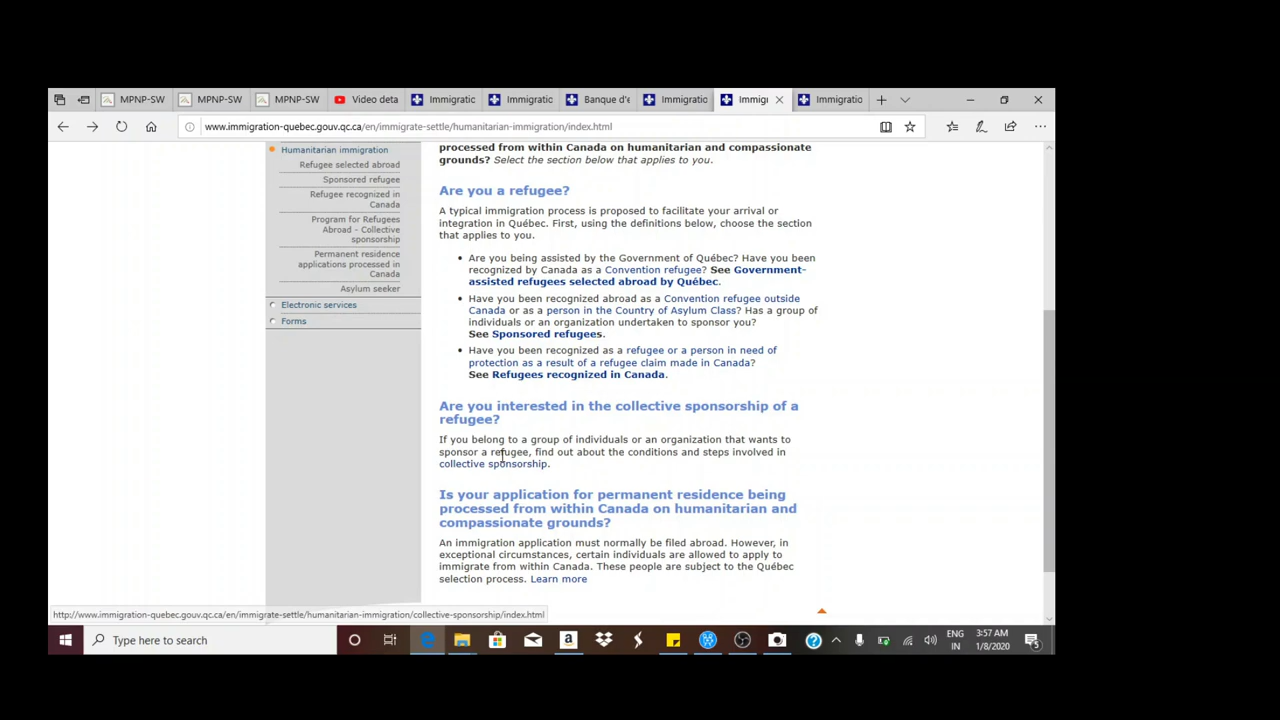 MPNP-SW
MPNP-SW
MPNP-SW
Video deta
Immigratic
Immigratic
Banque d'e
Immigratic
Immigr
Immigratic
www.immigration-quebec.gouv.qc.ca/en/immigrate-settle/humanitarian-immigration/index.html
Humanitarian immigration
Refugee selected abroad
Sponsored refugee
Refugee recognized in
Canada
Program for Refugees
Abroad - Collective
sponsorship
Permanent residence
applications processed in
Canada
Asylum seeker
Electronic services
Forms
processed from within Canada on humanitarian and compassionate
grounds? Select the section below that applies to you.
Are you a refugee?
A typical immigration process is proposed to facilitate your arrival or
integration in Québec. First, using the definitions below, choose the section
that applies to you.
• Are you being assisted by the Government of Québec? Have you been
recognized by Canada as a Convention refugee? See Government-
assisted refugees selected abroad by Québec.
• Have you been recognized abroad as a Convention refugee outside
Canada or as a person in the Country of Asylum Class? Has a group of
individuals or an organization undertaken to sponsor you?
See Sponsored refugees.
• Have you been recognized as a refugee or a person in need of
protection as a result of a refugee claim made in Canada?
See Refugees recognized in Canada.
Are you interested in the collective sponsorship of a
refugee?
If you belong to a group of individuals or an organization that wants to
sponsor a refugee, find out about the conditions and steps involved in
collective sponsorship.
Is your application for permanent residence being
processed from within Canada on humanitarian and
compassionate grounds?
An immigration application must normally be filed abroad. However, in
exceptional circumstances, certain individuals are allowed to apply to
immigrate from within Canada. These people are subject to the Québec
selection process. Learn more
http://www.immigration-quebec.gouv.qc.ca/en/immigrate-settle/humanitarian-immigration/collective-sponsorship/index.html
Type here to search
ENG
IN
3:57 AM
1/8/2020
5